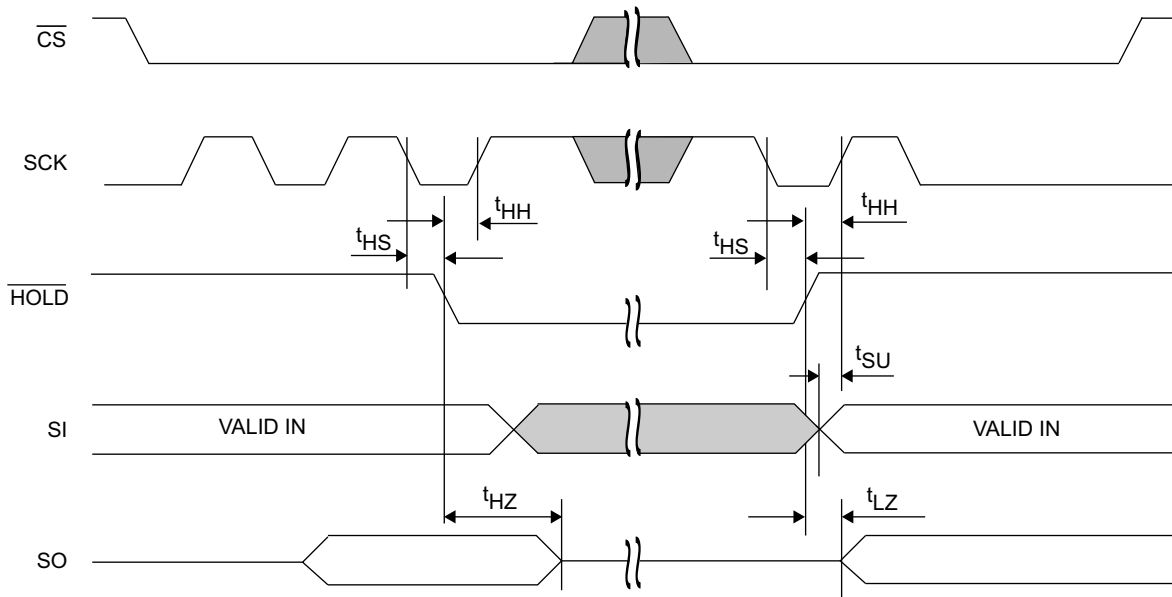 CS
SCK
tHH
tHH
tHS
tHS
HOLD
tSU
SI
VALID IN
VALID IN
tHZ
tLZ
SO